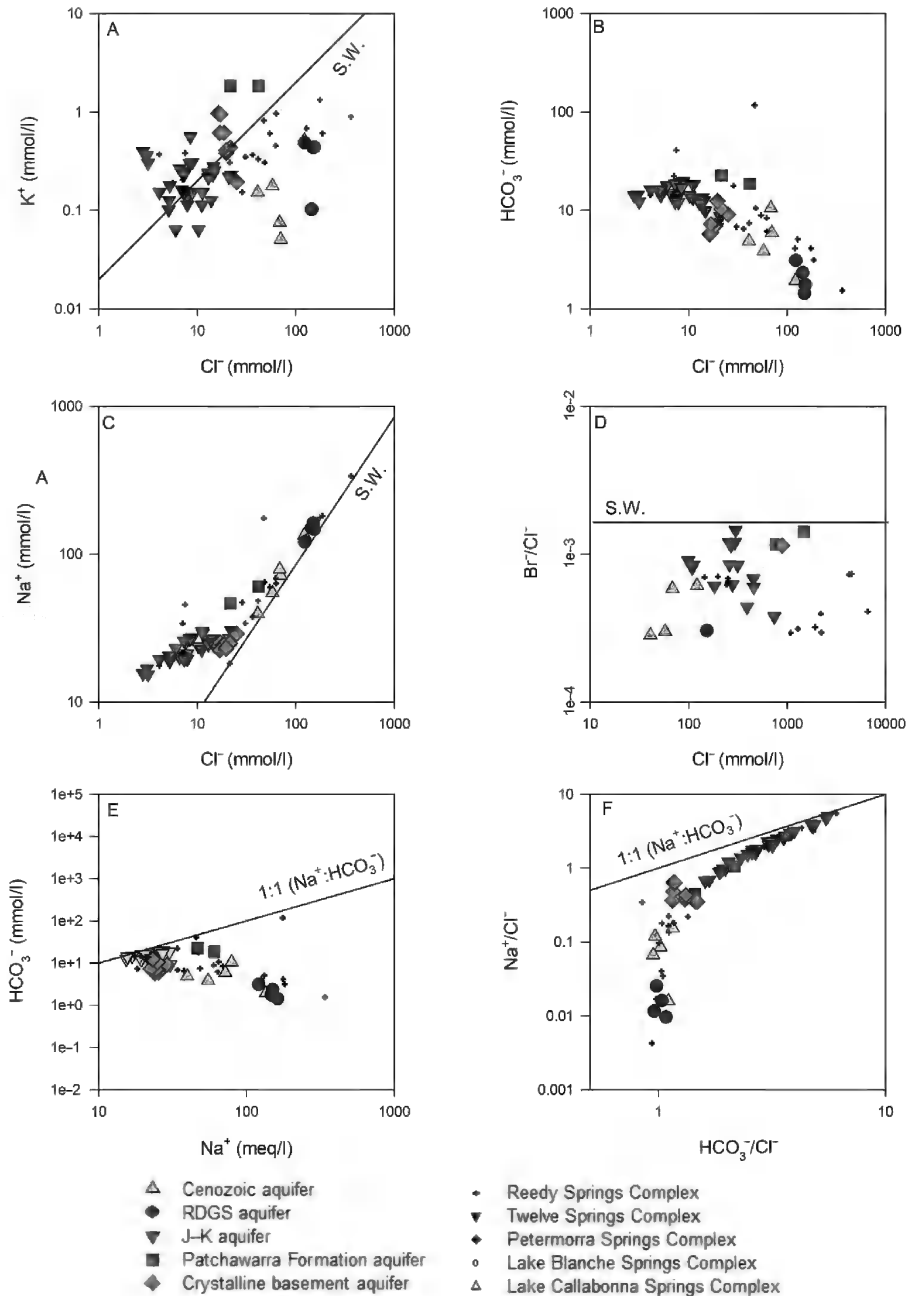 A
S.W.
10
1
0.1
0.01
K⁺ (mmol/l)
1 10 100 1000
Cl⁻ (mmol/l)
B
1000
100
10
1
HCO₃⁻ (mmol/l)
1 10 100 1000
Cl⁻ (mmol/l)
A
C
S.W.
1000
100
10
Na⁺ (mmol/l)
1 10 100 1000
Cl⁻ (mmol/l)
D
S.W.
1e-2
1e-3
1e-4
Br⁻/Cl⁻
10 100 1000 10000
Cl⁻ (mmol/l)
E
1:1 (Na⁺:HCO₃⁻)
1e+5
1e+4
1e+3
1e+2
1e+1
1e+0
1e–1
1e–2
HCO₃⁻ (mmol/l)
10 100 1000
Na⁺ (meq/l)
F
1:1 (Na⁺:HCO₃⁻)
10
1
0.1
0.01
0.001
Na⁺/Cl⁻
1 10
HCO₃⁻/Cl⁻
Cenozoic aquifer
RDGS aquifer
J–K aquifer
Patchawarra Formation aquifer
Crystalline basement aquifer
Reedy Springs Complex
Twelve Springs Complex
Petermorra Springs Complex
Lake Blanche Springs Complex
Lake Callabonna Springs Complex